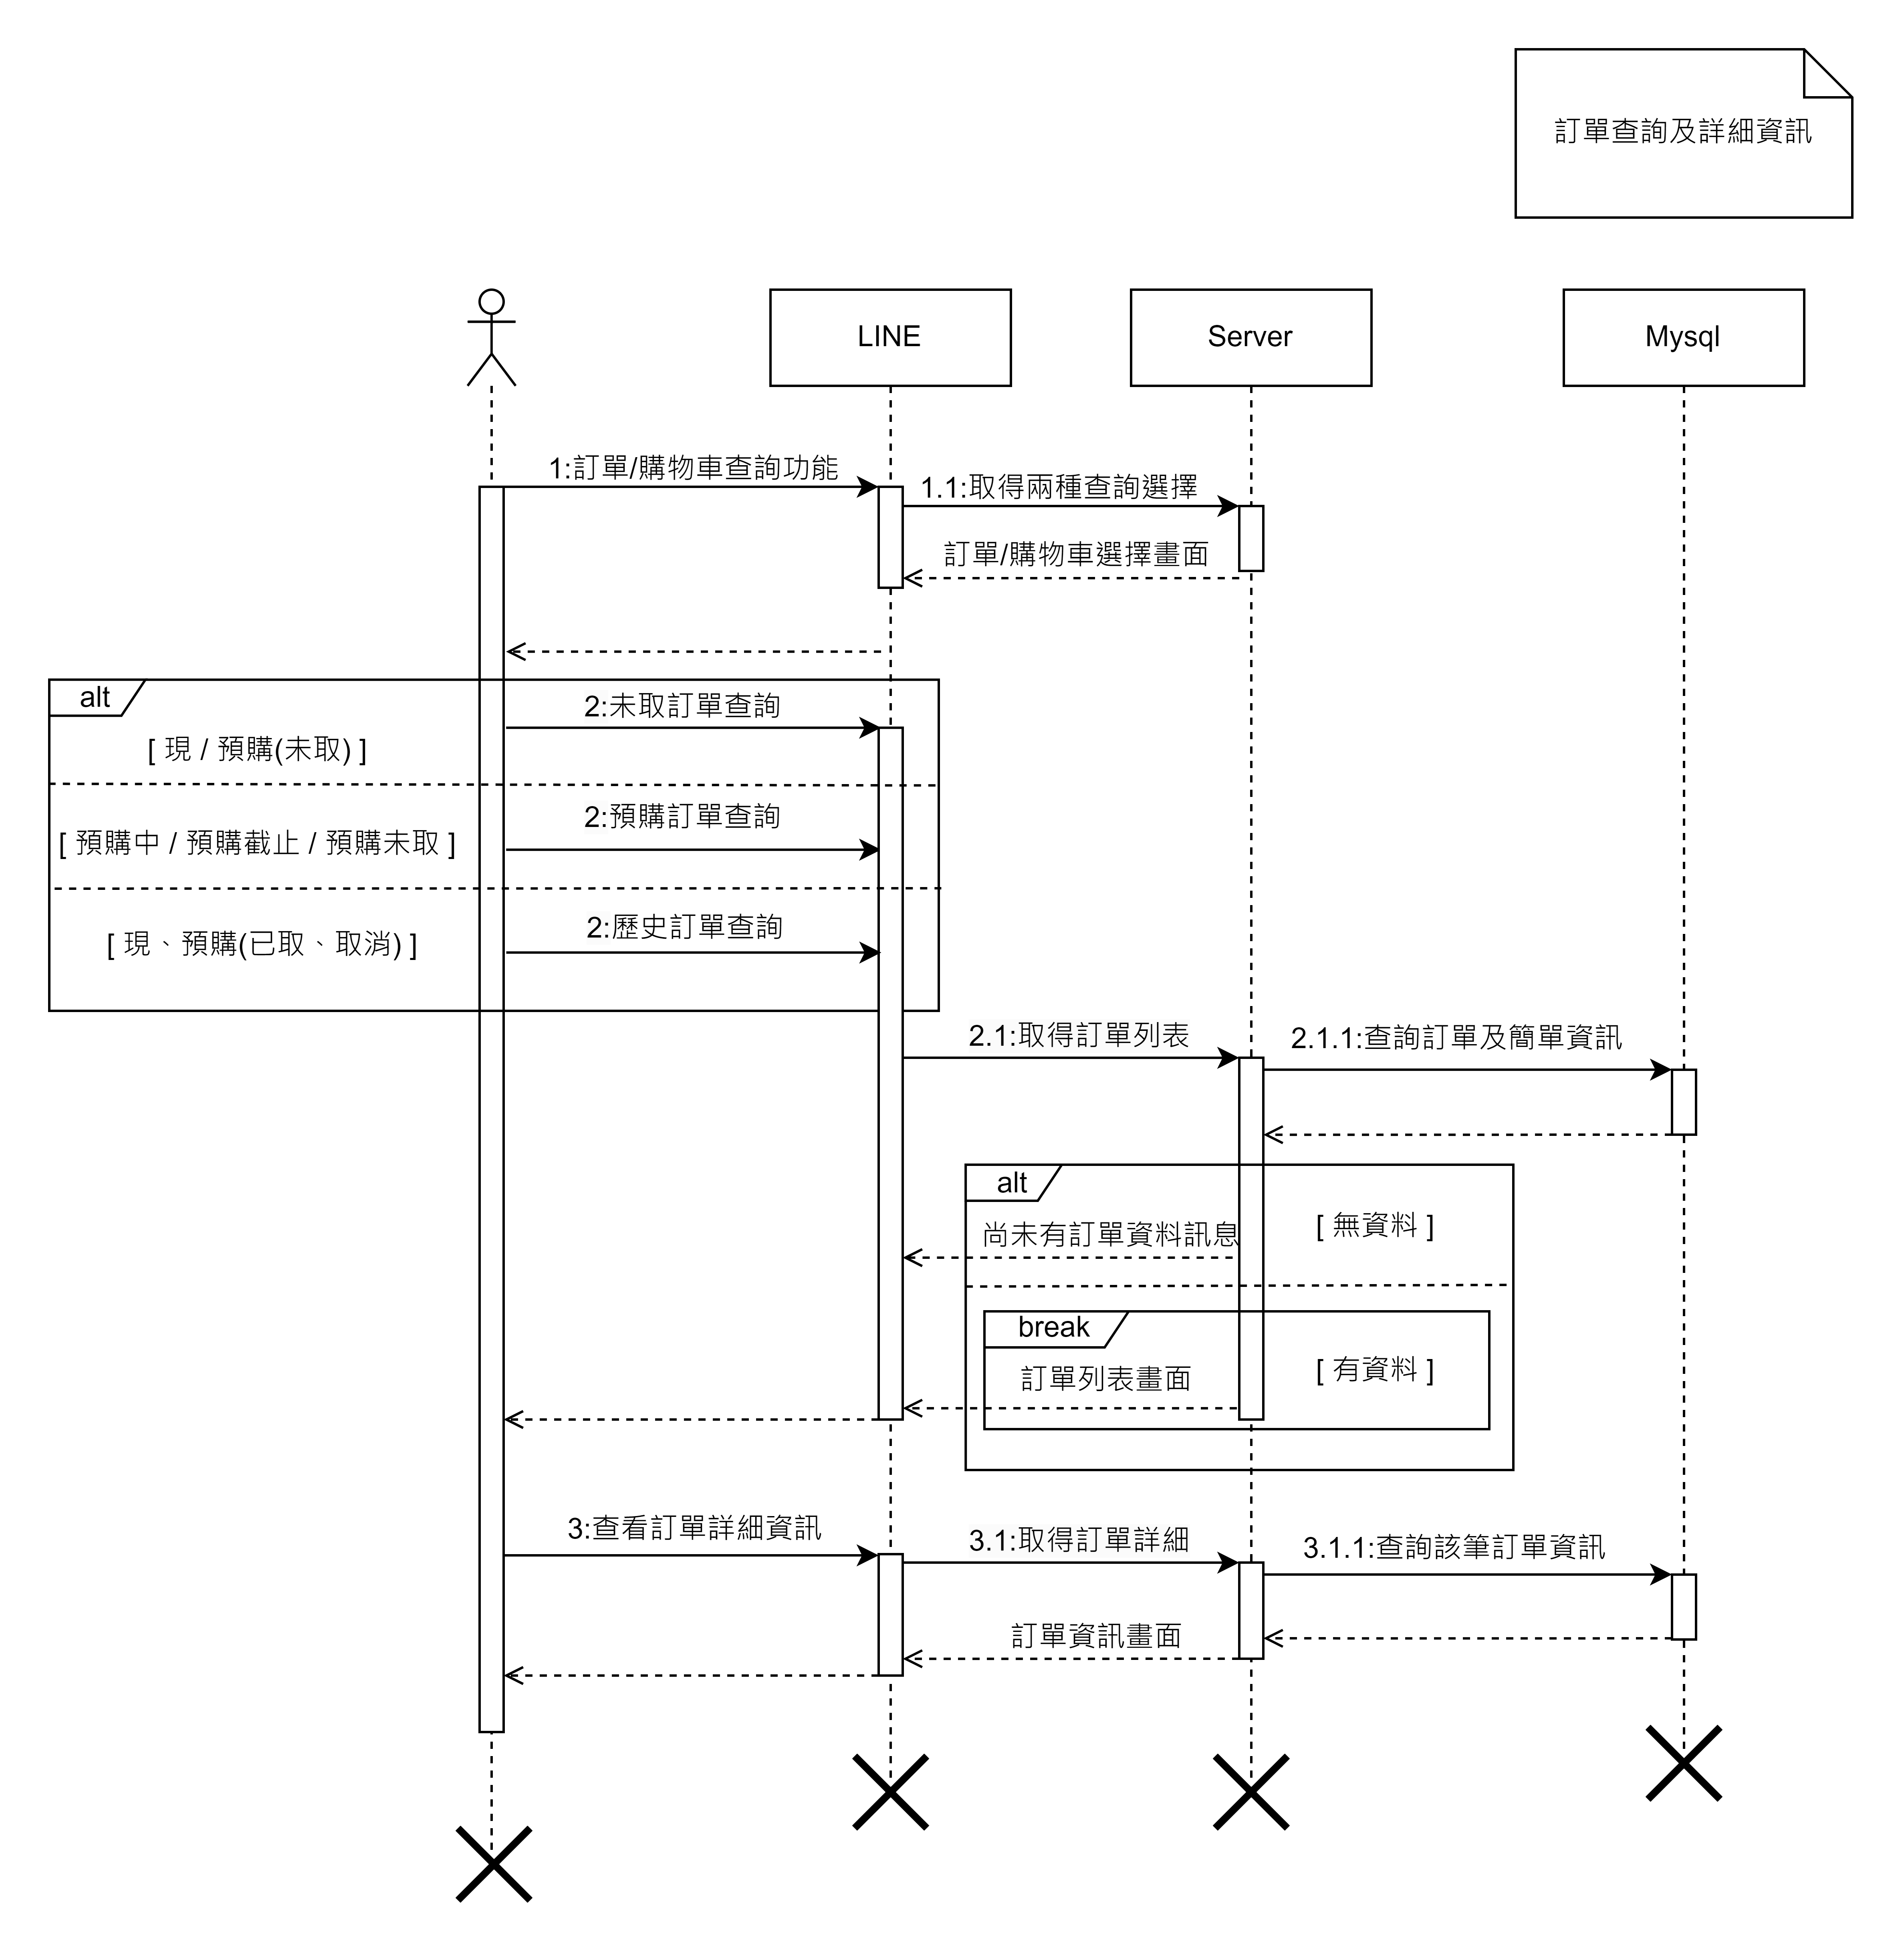 訂單查詢及詳細資訊
LINE
Server
Mysql
1:訂單/購物車查詢功能
1.1:取得兩種查詢選擇
訂單/購物車選擇畫面
alt
2:未取訂單查詢
[ 現 / 預購(未取) ]
2:預購訂單查詢
[ 預購中 / 預購截止 / 預購未取 ]
2:歷史訂單查詢
[ 現、預購(已取、取消) ]
2.1:取得訂單列表
2.1.1:查詢訂單及簡單資訊
alt
尚未有訂單資料訊息
[ 無資料 ]
break
訂單列表畫面
[ 有資料 ]
3:查看訂單詳細資訊
3.1:取得訂單詳細
3.1.1:查詢該筆訂單資訊
訂單資訊畫面